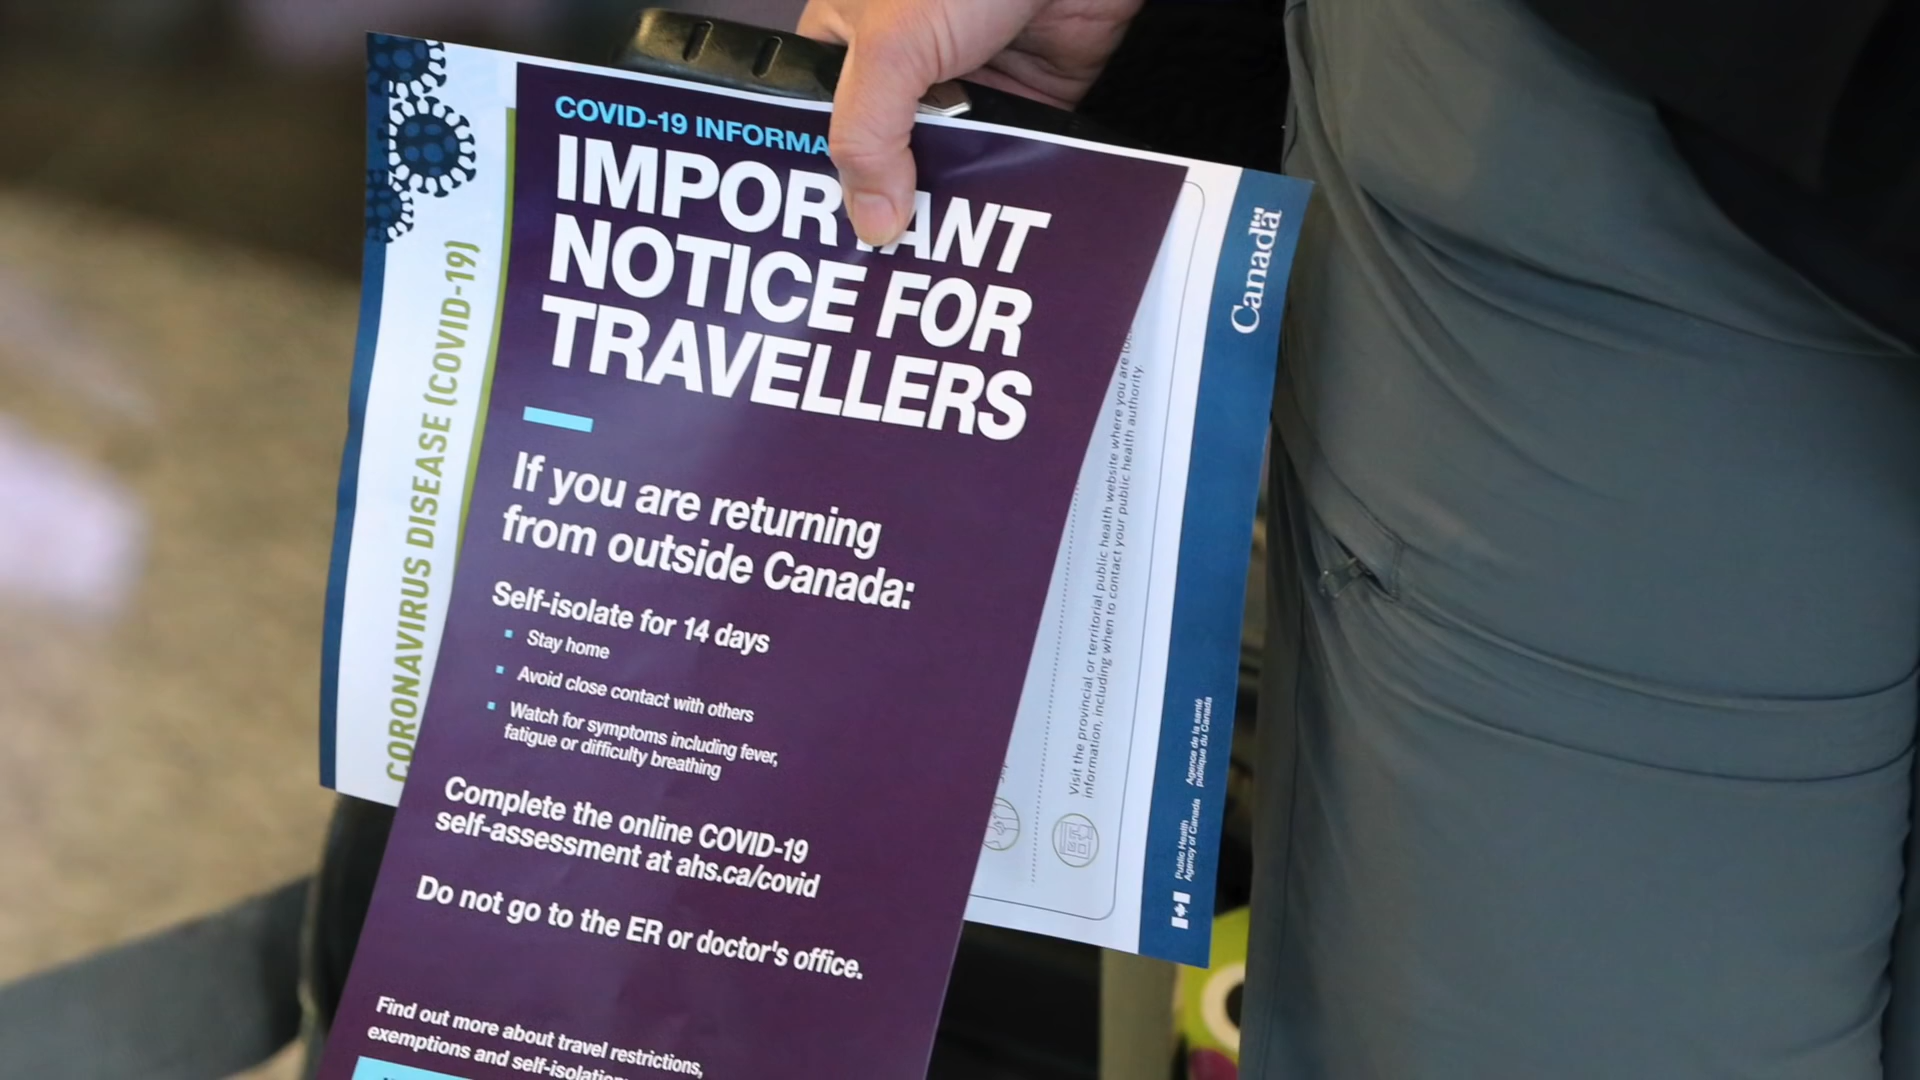 COVID-19 INFORMA
IMPORTANT
NOTICE FOR
TRAVELLERS
If you are returning
from outside Canada:
Self-isolate for 14 days
Stay home
Avoid close contact with others
Watch for symptoms including fever,
fatigue or difficulty breathing
Complete the online COVID-19
self-assessment at ahs.ca/covid
Do not go to the ER or doctor's office.
Find out more about travel restrictions,
exemptions and self-isolation
CORONAVIRUS DISEASE (COVID-19)
Visit the provincial or territorial public health website where you are
information, including when to contact your public health authority.
Canada
Public Health
Agency of Canada
Agence de la santé
publique du Canada